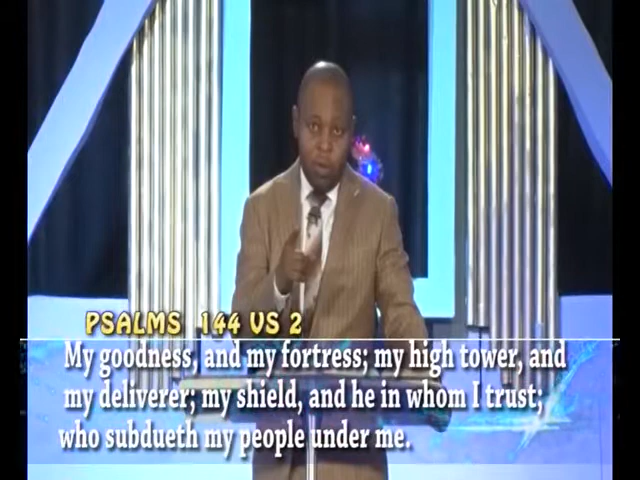 PSALMS 144 VS 2
My goodness, and my fortress; my high tower, and
my deliverer; my shield, and he in whom I trust;
who subdueth my people under me.